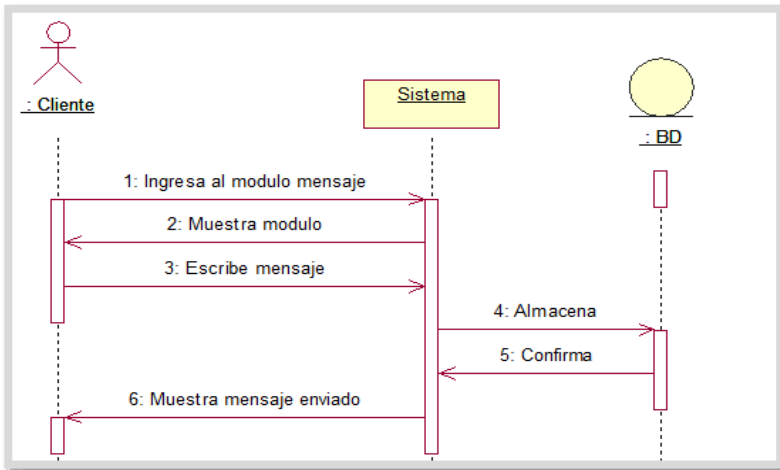 : Cliente
Sistema
: BD
1: Ingresa al modulo mensaje
2: Muestra modulo
3: Escribe mensaje
4: Almacena
5: Confirma
6: Muestra mensaje enviado